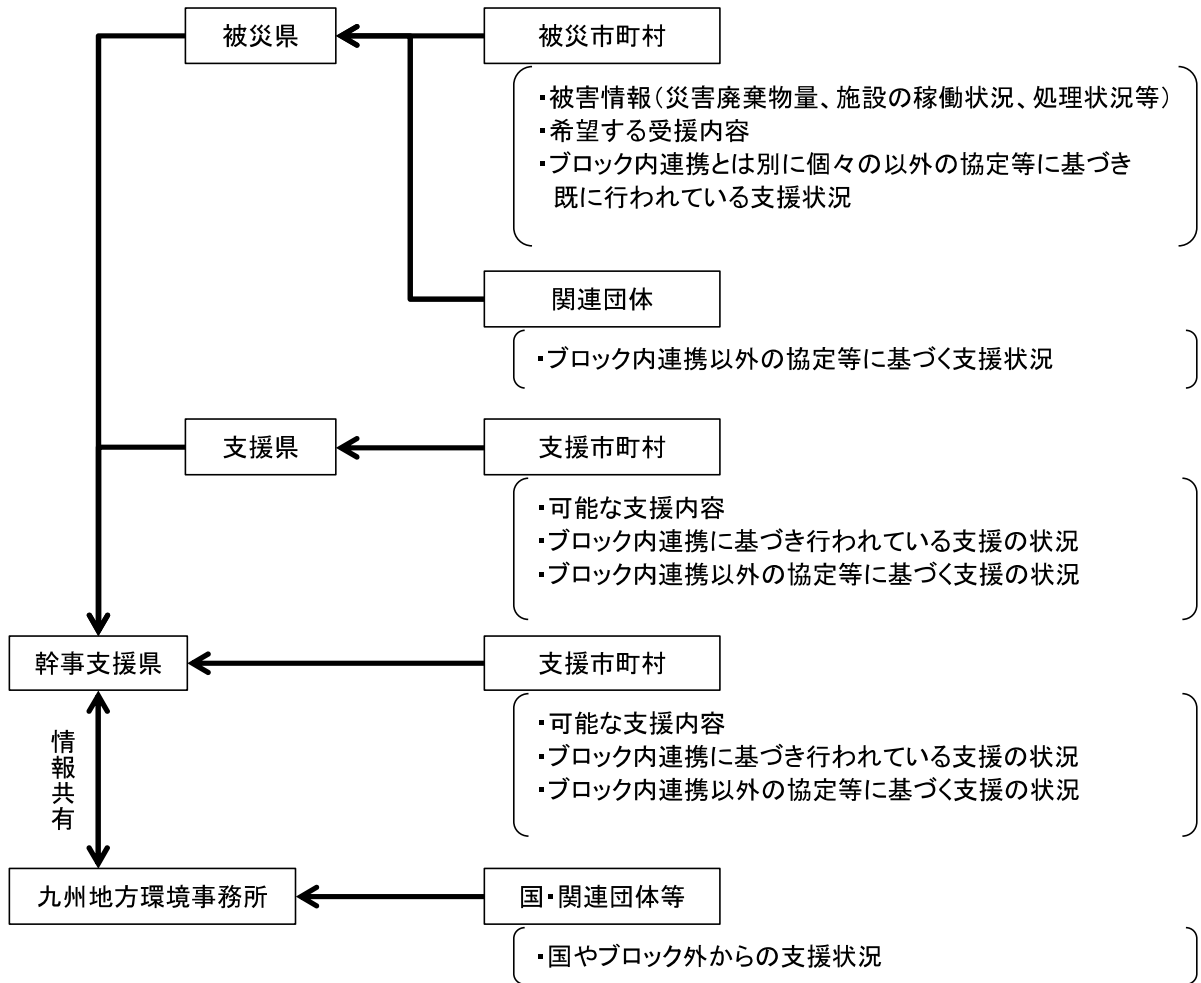 被災県
被災市町村
・被害情報(災害廃棄物量、施設の稼働状況、処理状況等)
・希望する受援内容
・ブロック内連携とは別に個々の以外の協定等に基づき
既に行われている支援状況
関連団体
・ブロック内連携以外の協定等に基づく支援状況
支援県
支援市町村
・可能な支援内容
・ブロック内連携に基づき行われている支援の状況
・ブロック内連携以外の協定等に基づく支援の状況
幹事支援県
支援市町村
・可能な支援内容
・ブロック内連携に基づき行われている支援の状況
・ブロック内連携以外の協定等に基づく支援の状況
情報共有
九州地方環境事務所
国・関連団体等
・国やブロック外からの支援状況